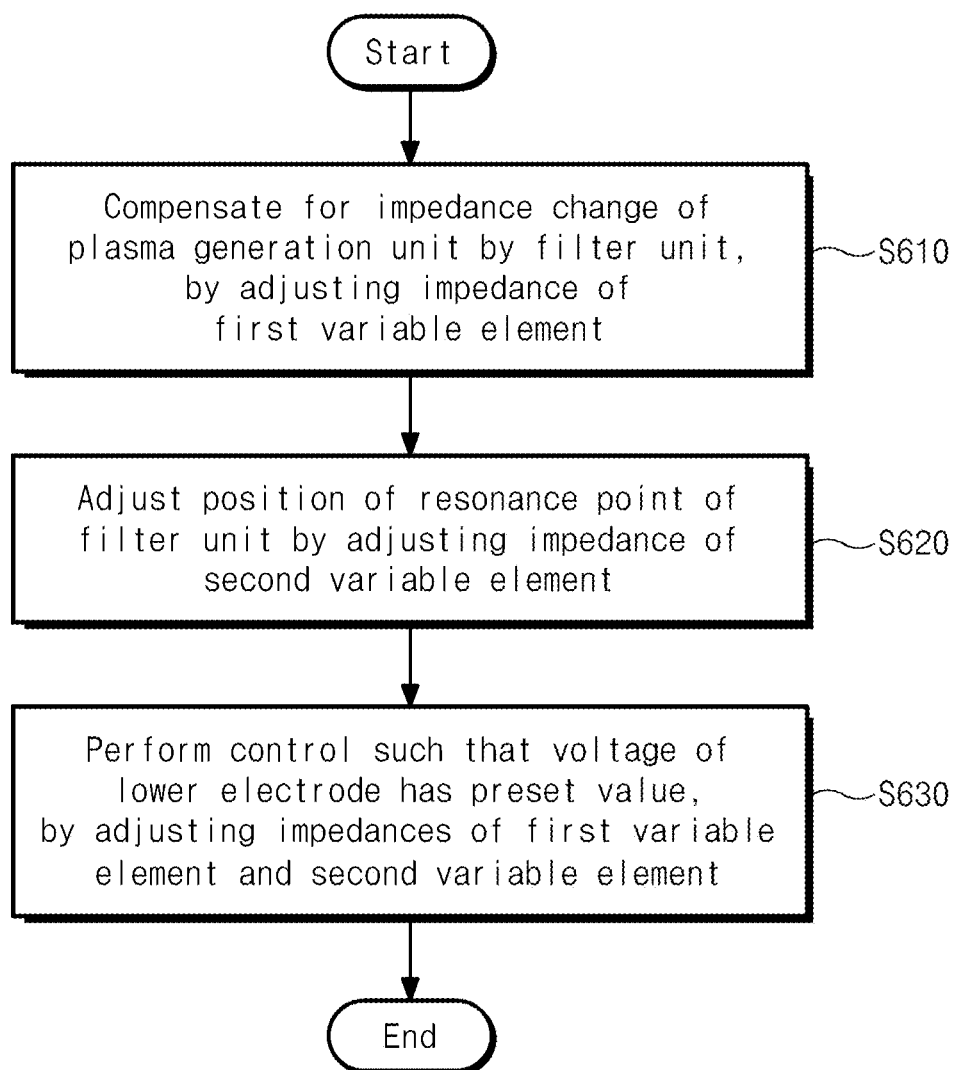 Start
Compensate for impedance change of
plasma generation unit by filter unit,
by adjusting impedance of
first variable element
S610
Adjust position of resonance point of
filter unit by adjusting impedance of
second variable element
S620
Perform control such that voltage of
lower electrode has preset value,
by adjusting impedances of first variable
element and second variable element
S630
End